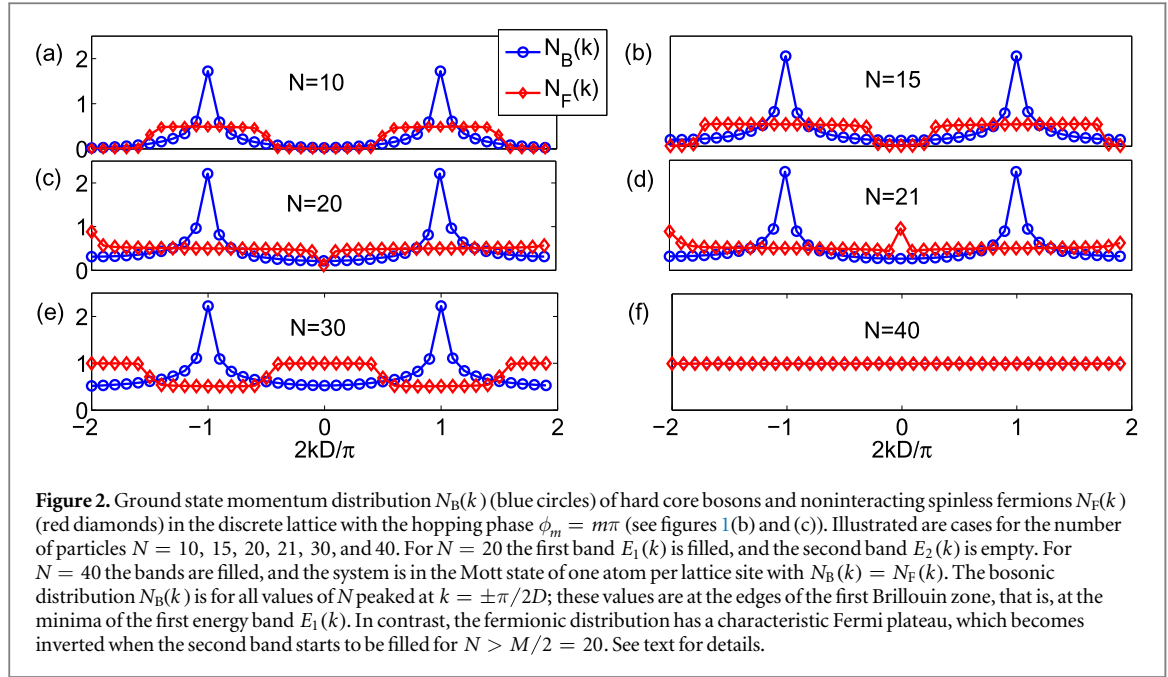 (a)
2
1
0
N=10
N_B(k)
N_F(k)
(b)
N=15
(c)
2
1
0
N=20
(d)
N=21
(e)
2
1
0
N=30
−2 −1 0 1 2
2kD/π
(f)
N=40
−2 −1 0 1 2
2kD/π
Figure 2. Ground state momentum distribution N_B(k) (blue circles) of hard core bosons and noninteracting spinless fermions N_F(k)
(red diamonds) in the discrete lattice with the hopping phase ϕ_m = mπ (see figures 1(b) and (c)). Illustrated are cases for the number
of particles N = 10, 15, 20, 21, 30, and 40. For N = 20 the first band E_1(k) is filled, and the second band E_2(k) is empty. For
N = 40 the bands are filled, and the system is in the Mott state of one atom per lattice site with N_B(k) = N_F(k). The bosonic
distribution N_B(k) is for all values of N peaked at k = ±π/2D; these values are at the edges of the first Brillouin zone, that is, at the
minima of the first energy band E_1(k). In contrast, the fermionic distribution has a characteristic Fermi plateau, which becomes
inverted when the second band starts to be filled for N > M/2 = 20. See text for details.